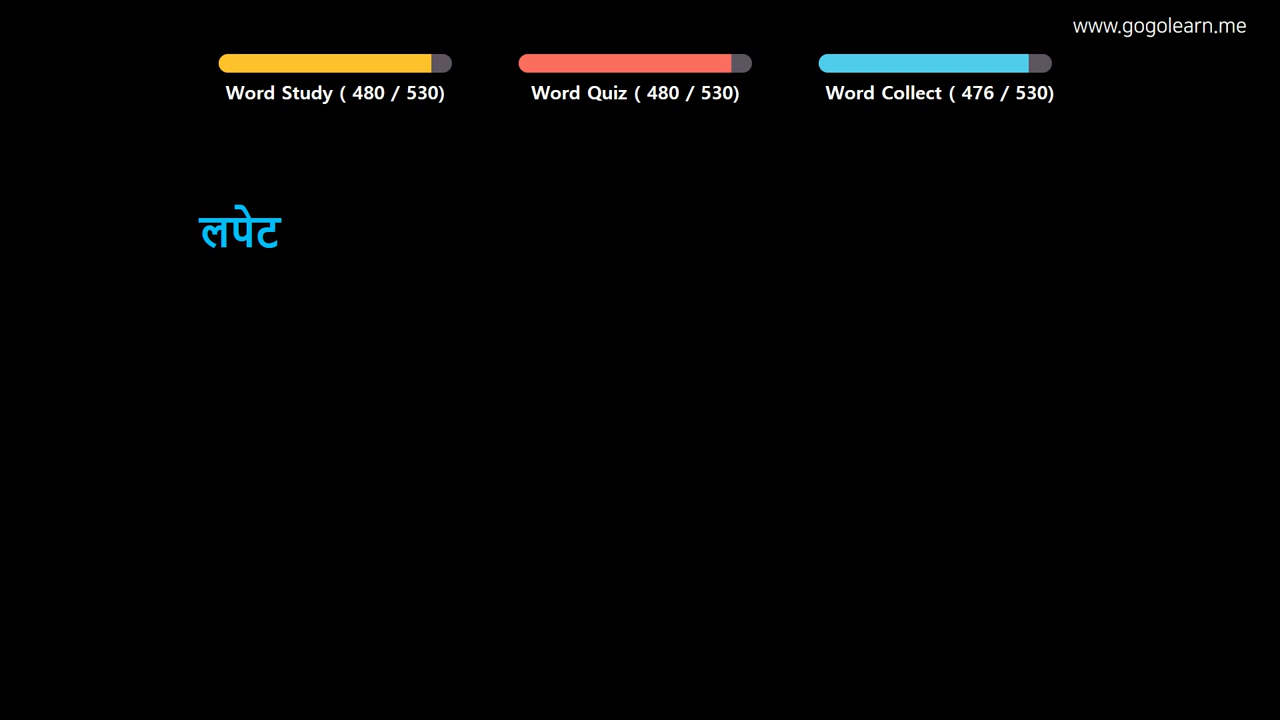 www.gogolearn.me
Word Study ( 480 / 530)
Word Quiz ( 480 / 530)
Word Collect ( 476 / 530)
लपेट